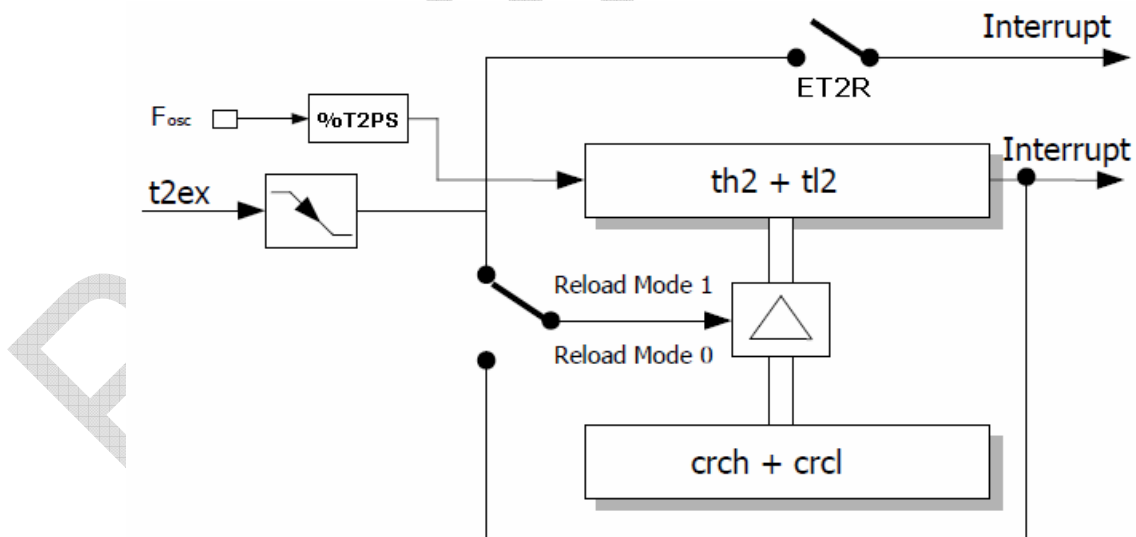 Interrupt
ET2R
Fosc
%T2PS
Interrupt
th2 + tl2
t2ex
Reload Mode 1
Reload Mode 0
crch + crcl